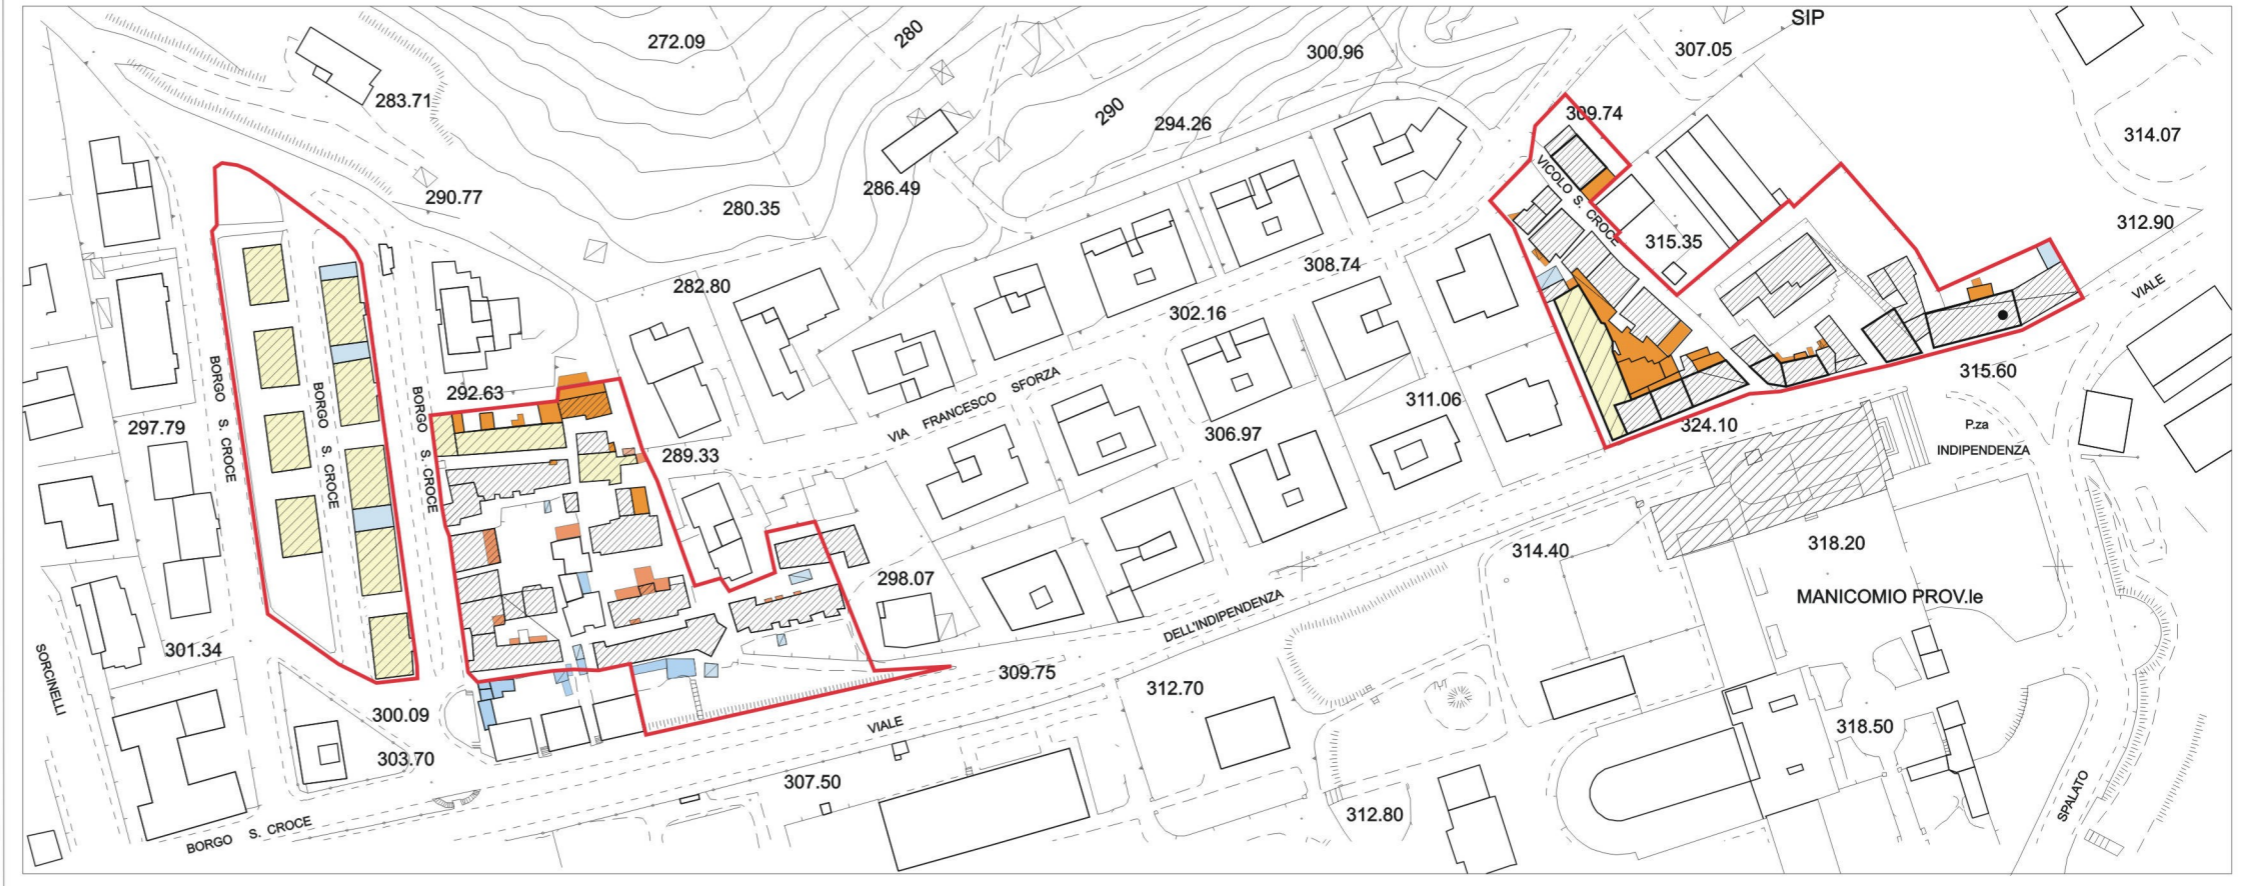 SIP
272.09
280
300.96
307.05
283.71
290
294.26
309.74
314.07
290.77
280.35
286.49
VICOLO S. CROCE
315.35
312.90
282.80
308.74
VIALE
302.16
BORGO S. CROCE
BORGO S. CROCE
BORGO S. CROCE
292.63
VIA FRANCESCO SFORZA
315.60
297.79
311.06
306.97
324.10
P.za
INDIPENDENZA
289.33
314.40
318.20
298.07
MANICOMIO PROV.le
DELL'INDIPENDENZA
301.34
SORCINELLI
309.75
312.70
300.09
VIALE
318.50
303.70
307.50
SPALATO
312.80
BORGO S. CROCE